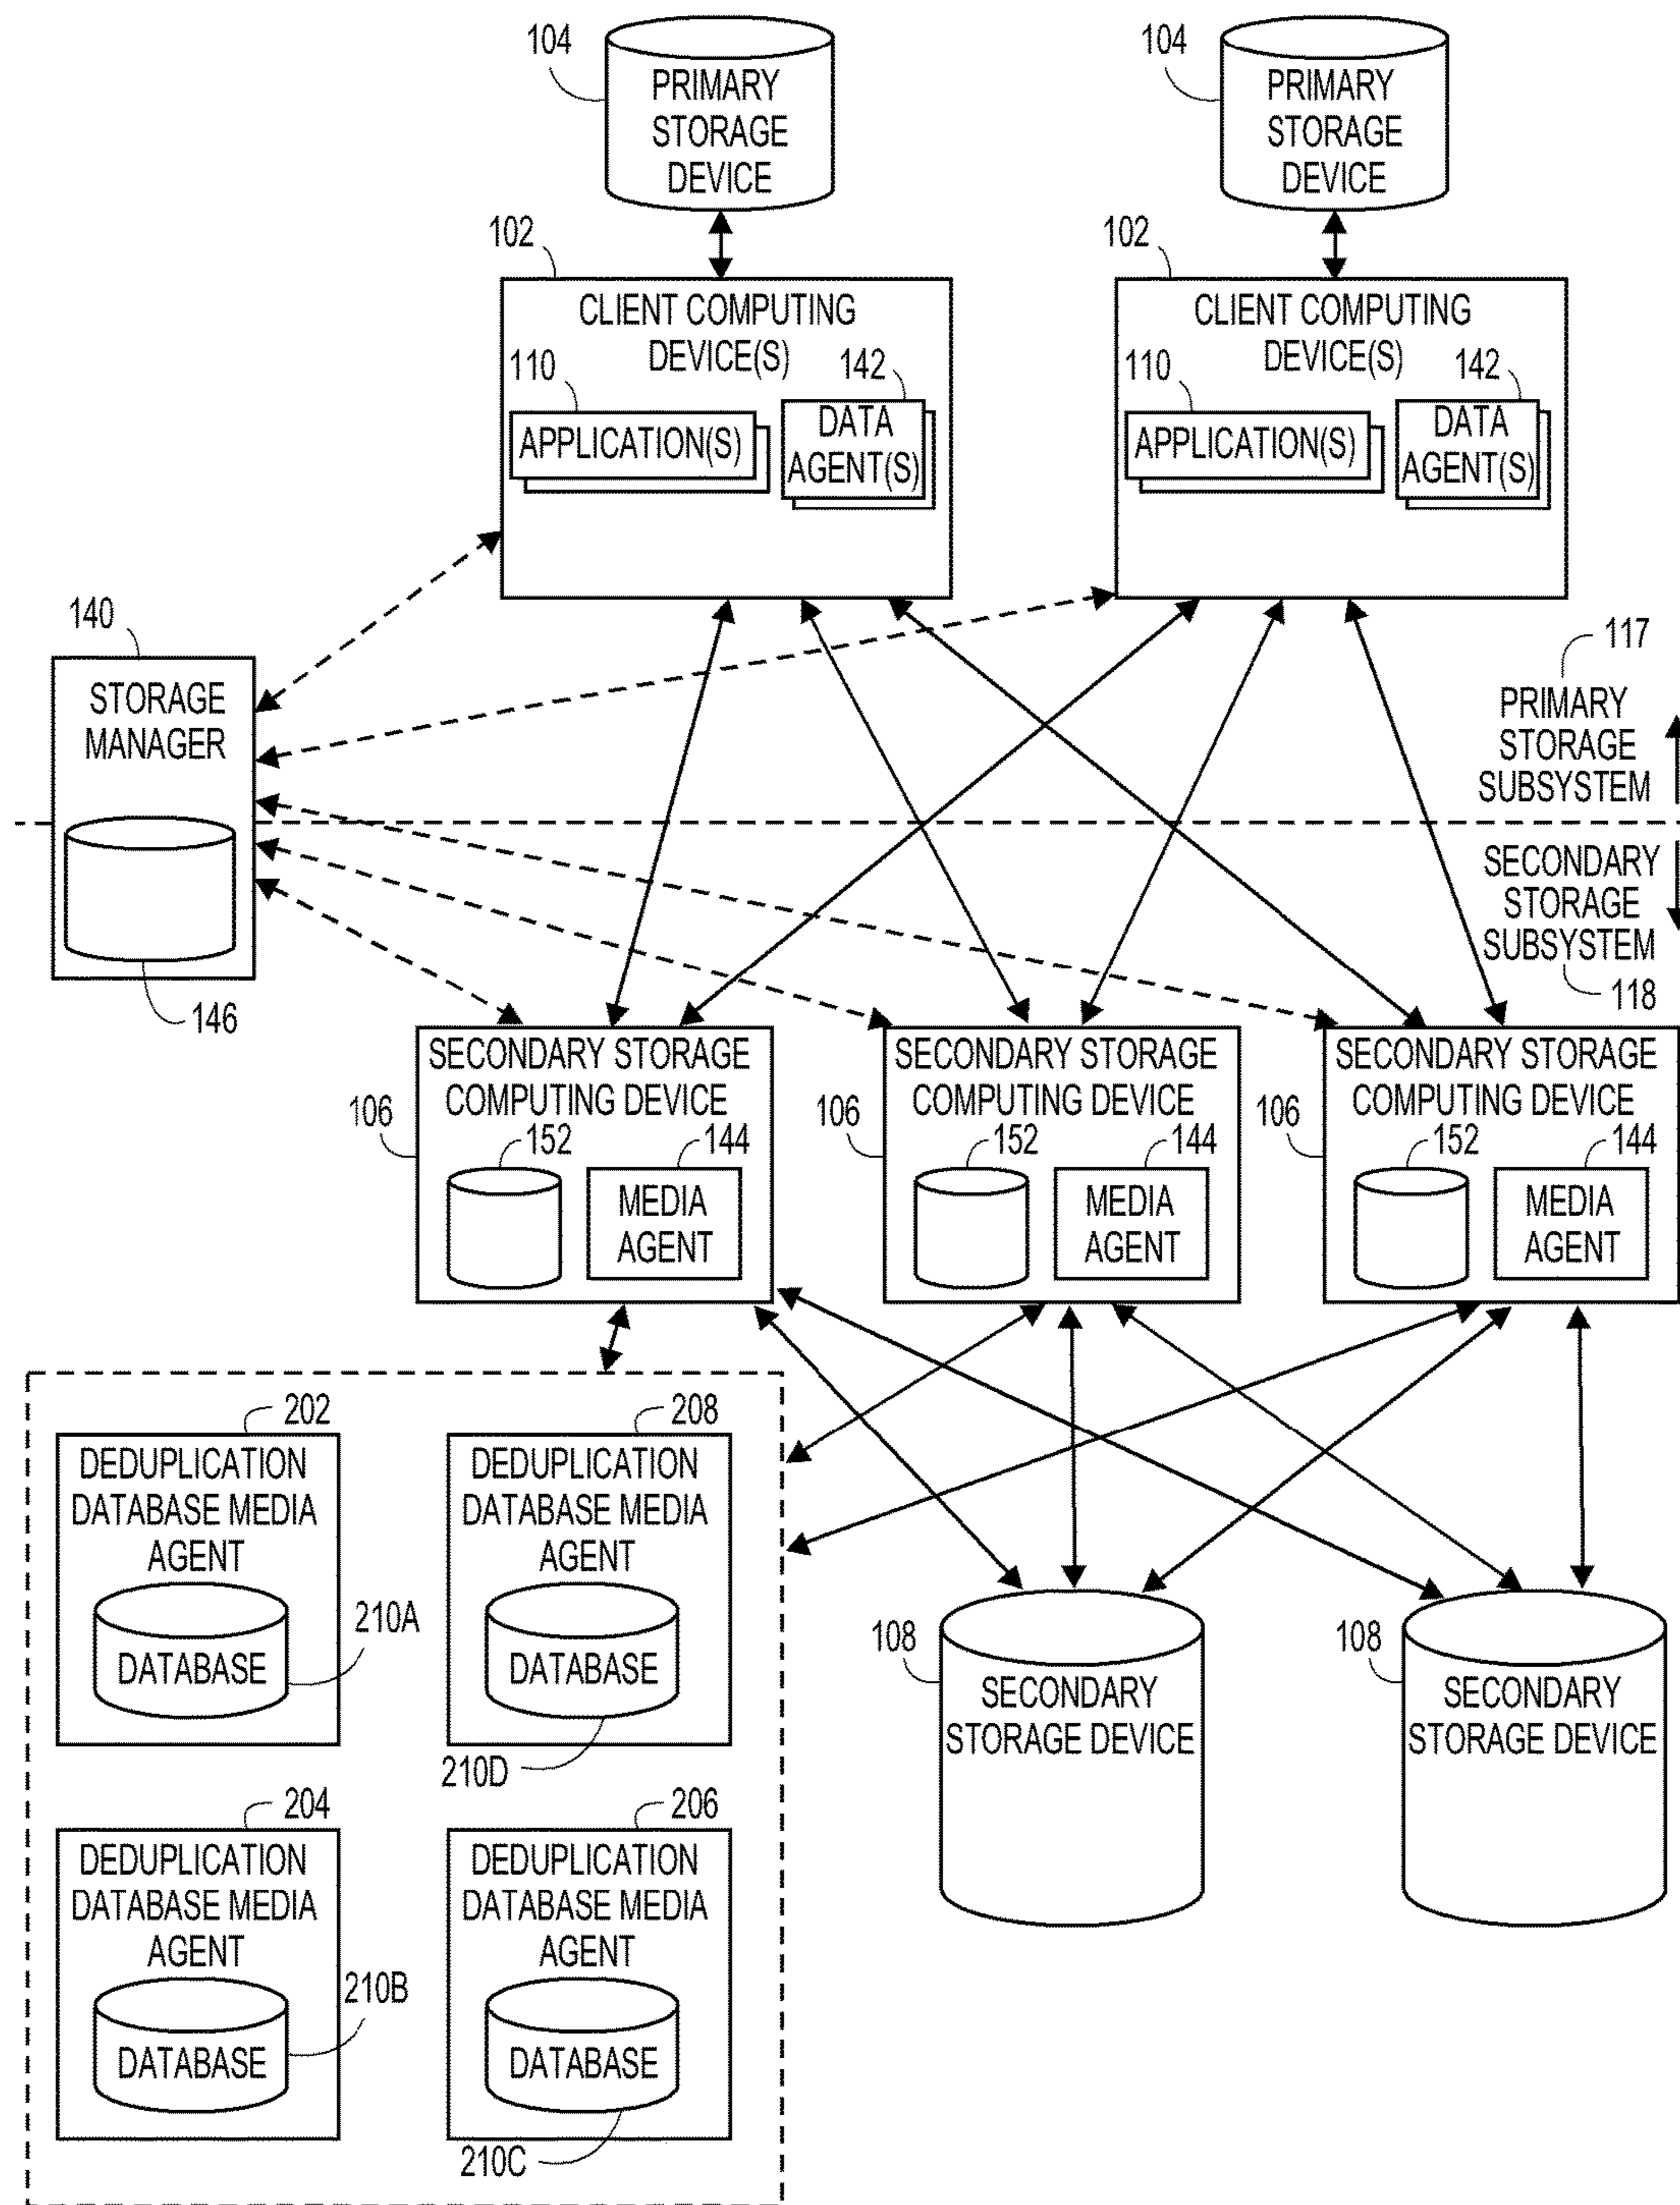 104
PRIMARY
STORAGE
DEVICE
104
PRIMARY
STORAGE
DEVICE
102
CLIENT COMPUTING
DEVICE(S)
110
142
APPLICATION(S)
DATA
AGENT(S)
102
CLIENT COMPUTING
DEVICE(S)
110
142
APPLICATION(S)
DATA
AGENT(S)
140
STORAGE
MANAGER
146
117
PRIMARY
STORAGE
SUBSYSTEM
SECONDARY
STORAGE
SUBSYSTEM
118
106
SECONDARY STORAGE
COMPUTING DEVICE
152
144
MEDIA
AGENT
106
SECONDARY STORAGE
COMPUTING DEVICE
152
144
MEDIA
AGENT
106
SECONDARY STORAGE
COMPUTING DEVICE
152
144
MEDIA
AGENT
202
DEDUPLICATION
DATABASE MEDIA
AGENT
DATABASE
210A
208
DEDUPLICATION
DATABASE MEDIA
AGENT
DATABASE
210D
204
DEDUPLICATION
DATABASE MEDIA
AGENT
DATABASE
210B
206
DEDUPLICATION
DATABASE MEDIA
AGENT
DATABASE
210C
108
SECONDARY
STORAGE DEVICE
108
SECONDARY
STORAGE DEVICE